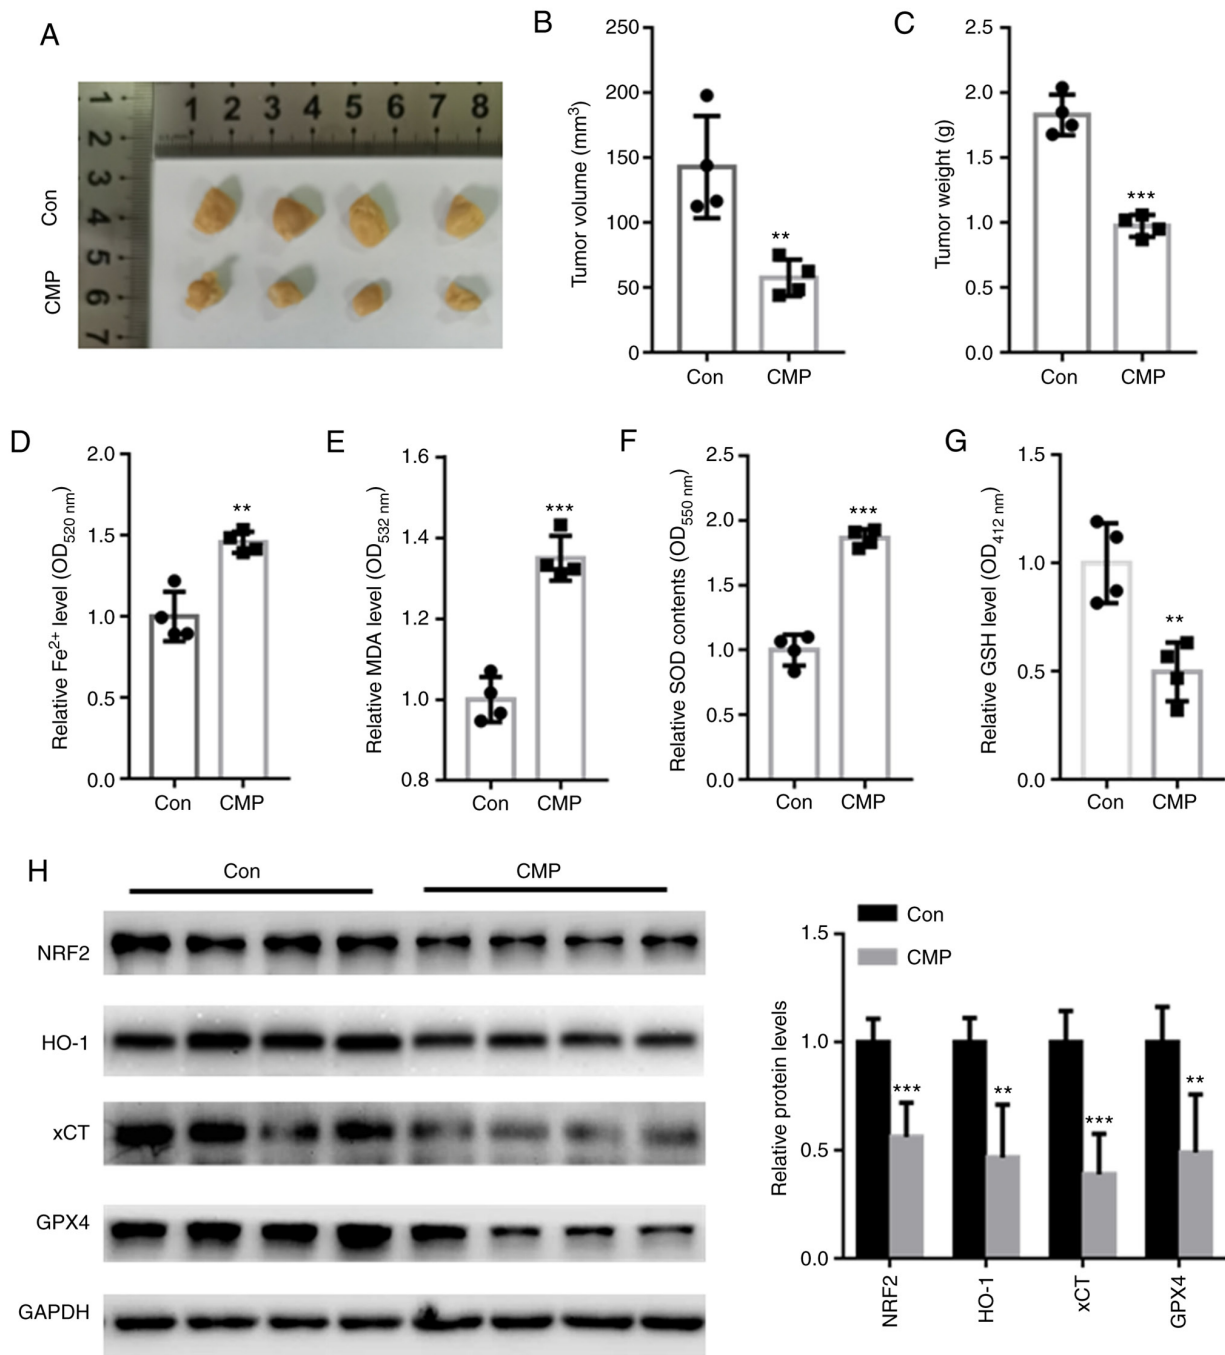 A
1 2 3 4 5 6 7 8
1
2
3
4
5
6
7
Con
CMP
B
Tumor volume (mm³)
250
200
150
100
50
0
**
Con CMP
C
Tumor weight (g)
2.5
2.0
1.5
1.0
0.5
0.0
***
Con CMP
D
Relative Fe²⁺ level (OD520 nm)
2.0
1.5
1.0
0.5
0.0
**
Con CMP
E
Relative MDA level (OD532 nm)
1.6
1.4
1.2
1.0
0.8
***
Con CMP
F
Relative SOD contents (OD550 nm)
2.5
2.0
1.5
1.0
0.5
0.0
***
Con CMP
G
Relative GSH level (OD412 nm)
1.5
1.0
0.5
0.0
**
Con CMP
H
Con CMP
NRF2
HO-1
xCT
GPX4
GAPDH
Con
CMP
Relative protein levels
1.5
1.0
0.5
0.0
*** ** *** **
NRF2 HO-1 xCT GPX4